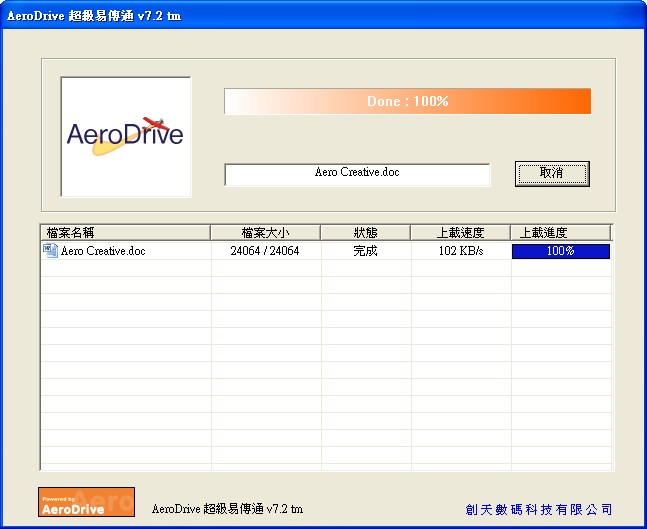 AeroDrive 超級易傳通 v7.2 tm
AeroDrive
Done : 100%
Aero Creative.doc
取消
檔案名稱 檔案大小 狀態 上載速度 上載進度
Aero Creative.doc 24064 / 24064 完成 102 KB/s 100%
Powered by
Aero
AeroDrive
AeroDrive 超級易傳通 v7.2 tm
創天數碼科技有限公司